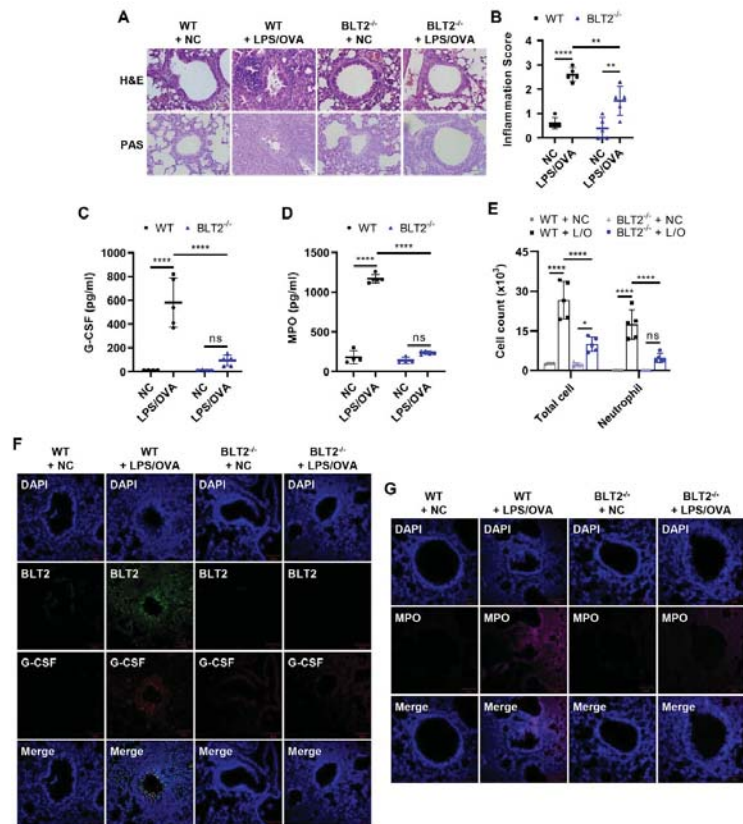 A
WT + NC
WT + LPS/OVA
BLT2-/- + NC
BLT2-/- + LPS/OVA
H&E
PAS
B
WT BLT2-/-
**
**** **
Inflammation Score
4
3
2
1
0
NC LPS/OVA NC LPS/OVA
C
WT BLT2-/-
****
****
ns
G-CSF (pg/ml)
1000
800
600
400
200
0
NC LPS/OVA NC LPS/OVA
D
WT BLT2-/-
****
****
ns
MPO (pg/ml)
1500
1000
500
0
NC LPS/OVA NC LPS/OVA
E
WT + NC BLT2-/- + NC
WT + L/O BLT2-/- + L/O
**** ****
* **** ****
ns
Cell count (x10³)
45
30
15
0
Total cell Neutrophil
F
WT + NC
WT + LPS/OVA
BLT2-/- + NC
BLT2-/- + LPS/OVA
DAPI DAPI DAPI DAPI
BLT2 BLT2 BLT2 BLT2
G-CSF G-CSF G-CSF G-CSF
Merge Merge Merge Merge
G
WT + NC
WT + LPS/OVA
BLT2-/- + NC
BLT2-/- + LPS/OVA
DAPI DAPI DAPI DAPI
MPO MPO MPO MPO
Merge Merge Merge Merge